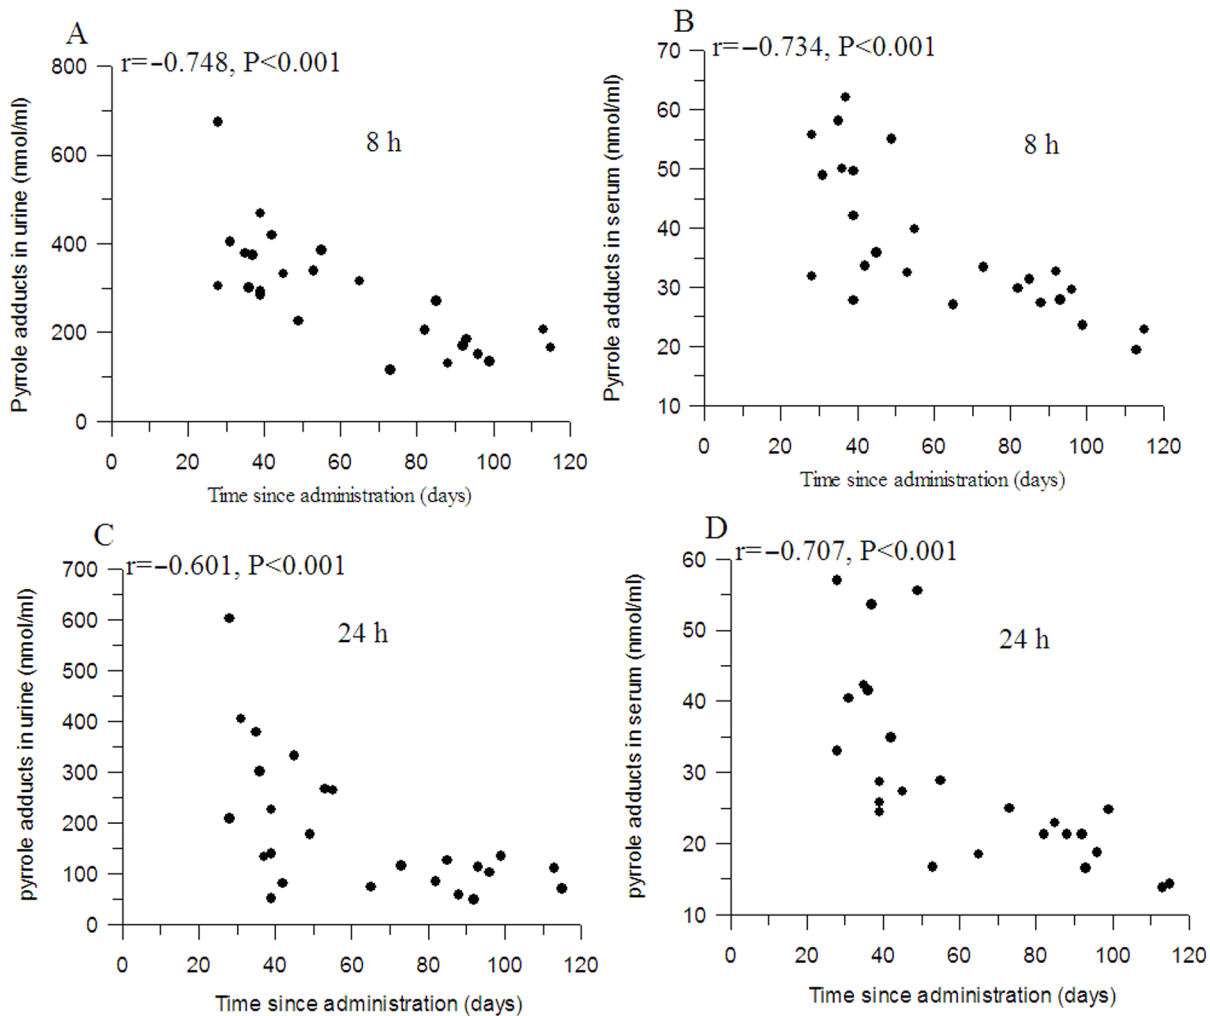 A
r=−0.748, P<0.001
8 h
Pyrrole adducts in urine (nmol/ml)
800
600
400
200
0
0 20 40 60 80 100 120
Time since administration (days)
B
r=−0.734, P<0.001
8 h
Pyrrole adducts in serum (nmol/ml)
70
60
50
40
30
20
10
0 20 40 60 80 100 120
Time since administration (days)
C
r=−0.601, P<0.001
24 h
pyrrole adducts in urine (nmol/ml)
700
600
500
400
300
200
100
0
0 20 40 60 80 100 120
Time since administration (days)
D
r=−0.707, P<0.001
24 h
pyrrole adducts in serum (nmol/ml)
60
50
40
30
20
10
0 20 40 60 80 100 120
Time since administration (days)